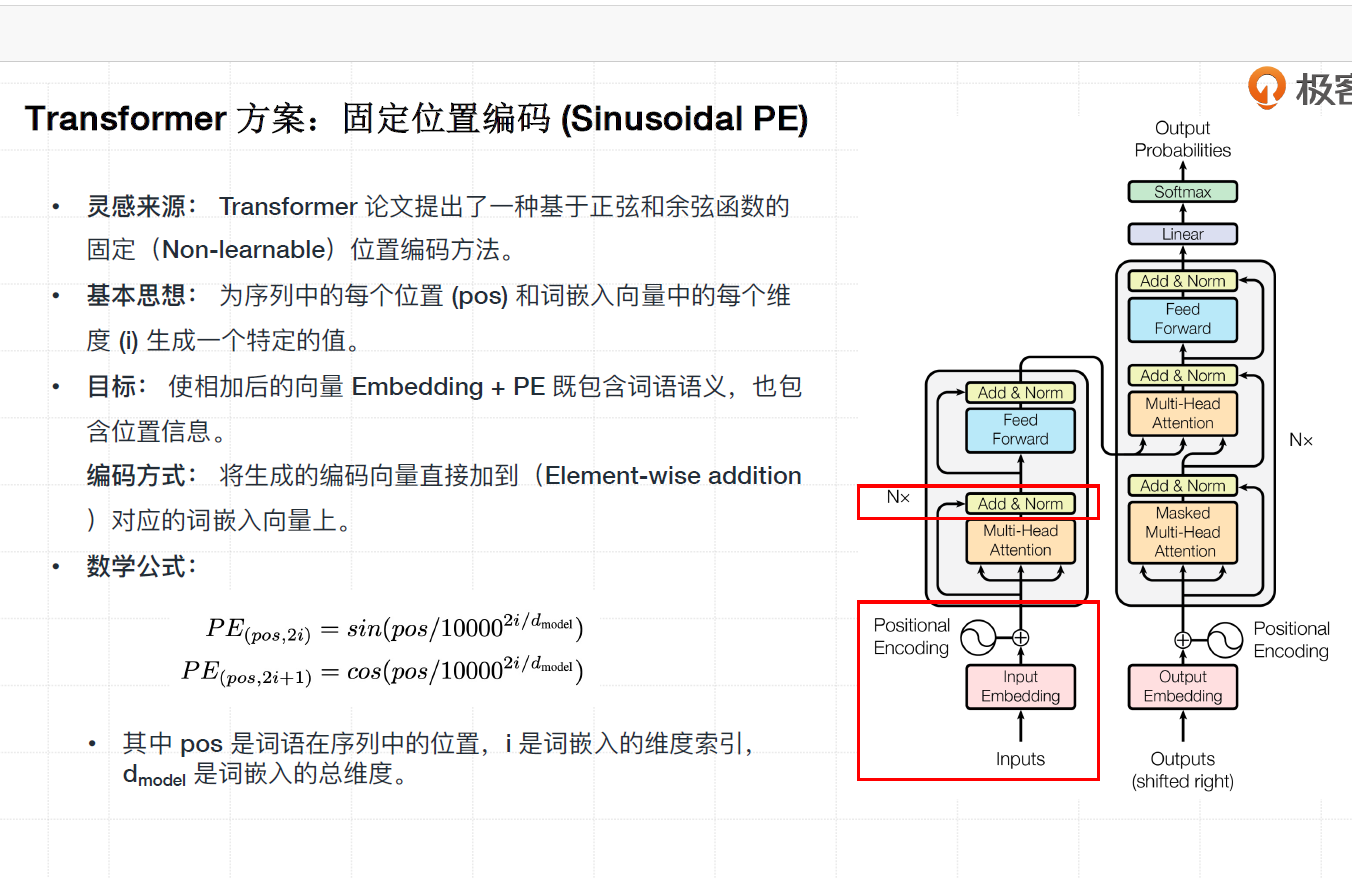 极客
Transformer 方案：固定位置编码 (Sinusoidal PE)
• 灵感来源： Transformer 论文提出了一种基于正弦和余弦函数的
固定（Non-learnable）位置编码方法。
• 基本思想： 为序列中的每个位置 (pos) 和词嵌入向量中的每个维
度 (i) 生成一个特定的值。
• 目标： 使相加后的向量 Embedding + PE 既包含词语语义，也包
含位置信息。
编码方式： 将生成的编码向量直接加到（Element-wise addition
）对应的词嵌入向量上。
• 数学公式：
PE(pos,2i) = sin(pos/10000^2i/dmodel)
PE(pos,2i+1) = cos(pos/10000^2i/dmodel)
• 其中 pos 是词语在序列中的位置，i 是词嵌入的维度索引，
dmodel 是词嵌入的总维度。
Output
Probabilities
Softmax
Linear
Add & Norm
Feed
Forward
Add & Norm
Multi-Head
Attention
N×
Add & Norm
Masked
Multi-Head
Attention
Positional
Encoding
Output
Embedding
Outputs
(shifted right)
Add & Norm
Feed
Forward
N×
Add & Norm
Multi-Head
Attention
Positional
Encoding
Input
Embedding
Inputs